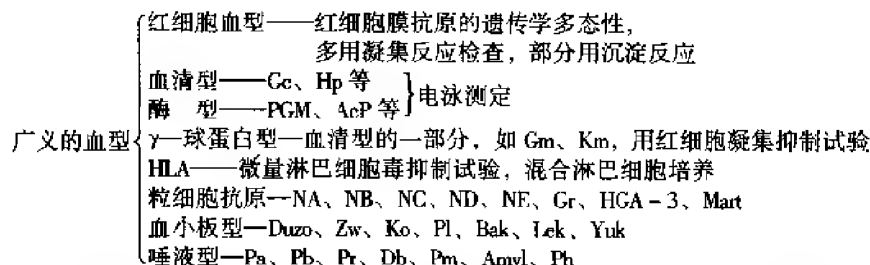 红细胞血型——红细胞膜抗原的遗传学多态性，
多用凝集反应检查，部分用沉淀反应
血清型——Gc、Hp 等
电泳测定
酶 型——PGM、AcP 等
广义的血型
γ—球蛋白型—血清型的一部分，如 Gm、Km，用红细胞凝集抑制试验
HLA——微量淋巴细胞毒抑制试验，混合淋巴细胞培养
粒细胞抗原—NA、NB、NC、ND、NE、Gr、HGA－3、Mart
血小板型—Duzo、Zw、Ko、Pl、Bak、Lek、Yuk
唾液型—Pa、Pb、Pr、Db、Pm、Amyl、Ph